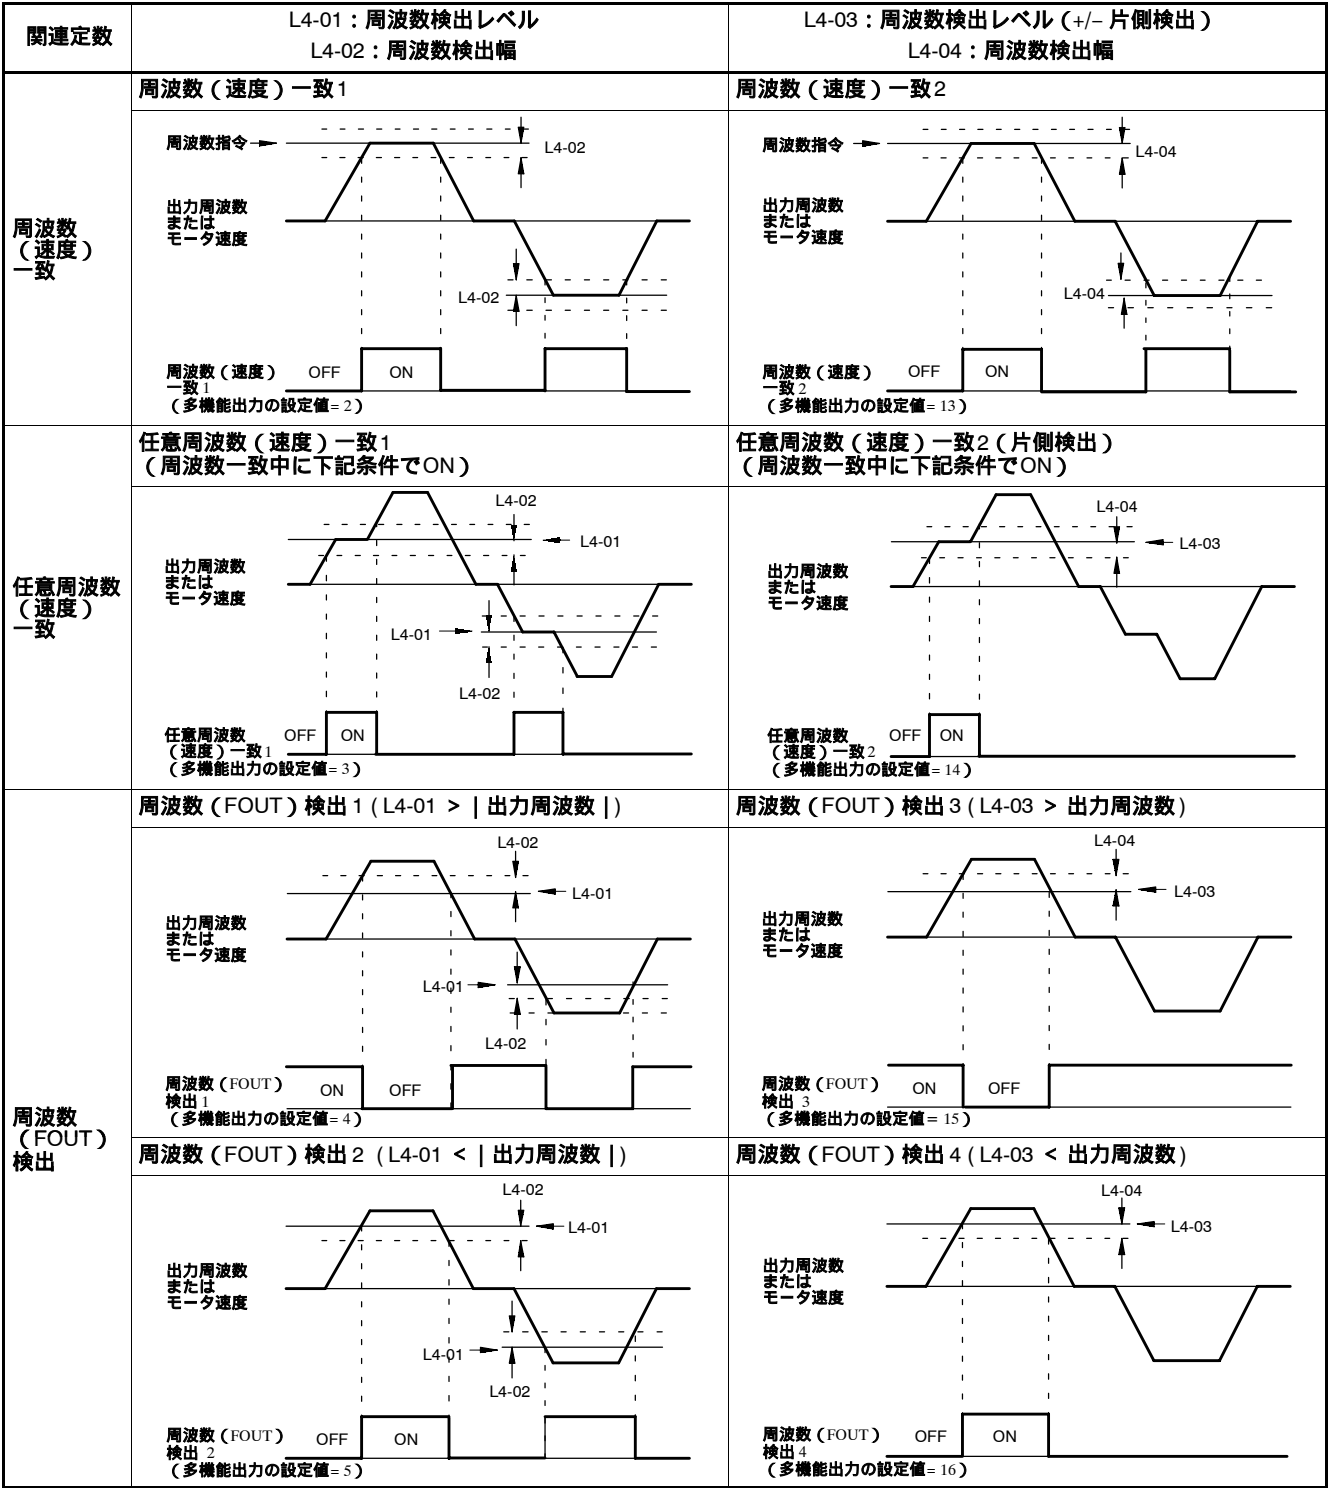 関連定数
L4-01：周波数検出レベル
L4-02：周波数検出幅
L4-03：周波数検出レベル（+/− 片側検出）
L4-04：周波数検出幅
周波数
（速度）
一致
周波数（速度）一致1
周波数指令
L4-02
出力周波数
または
モータ速度
L4-02
周波数（速度）
一致1
（多機能出力の設定値= 2）
OFF
ON
周波数（速度）一致2
周波数指令
L4-04
出力周波数
または
モータ速度
L4-04
周波数（速度）
一致2
（多機能出力の設定値= 13）
OFF
ON
任意周波数
（速度）
一致
任意周波数（速度）一致1
（周波数一致中に下記条件でON）
L4-02
L4-01
出力周波数
または
モータ速度
L4-01
L4-02
任意周波数
（速度）一致1
（多機能出力の設定値= 3）
OFF
ON
任意周波数（速度）一致2（片側検出）
（周波数一致中に下記条件でON）
L4-04
L4-03
出力周波数
または
モータ速度
任意周波数
（速度）一致2
（多機能出力の設定値= 14）
OFF
ON
周波数
（FOUT）
検出
周波数（FOUT）検出1（L4-01 > | 出力周波数 |）
L4-02
L4-01
出力周波数
または
モータ速度
L4-01
L4-02
周波数（FOUT）
検出1
（多機能出力の設定値= 4）
ON
OFF
周波数（FOUT）検出3（L4-03 > 出力周波数）
L4-04
L4-03
出力周波数
または
モータ速度
周波数（FOUT）
検出 3
（多機能出力の設定値= 15）
ON
OFF
周波数（FOUT）検出2（L4-01 < | 出力周波数 |）
L4-02
L4-01
出力周波数
または
モータ速度
L4-01
L4-02
周波数（FOUT）
検出 2
（多機能出力の設定値= 5）
OFF
ON
周波数（FOUT）検出4（L4-03 < 出力周波数）
L4-04
L4-03
出力周波数
または
モータ速度
周波数（FOUT）
検出4
（多機能出力の設定値= 16）
OFF
ON